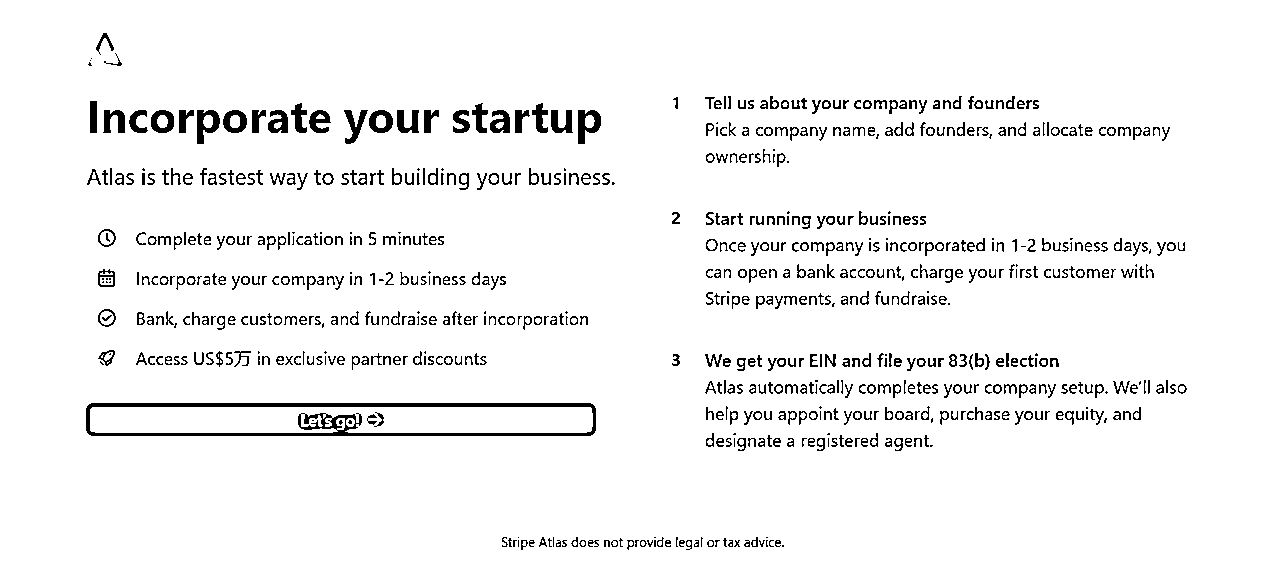 Incorporate your startup
Atlas is the fastest way to start building your business.
Complete your application in 5 minutes
Incorporate your company in 1-2 business days
Bank, charge customers, and fundraise after incorporation
Access US$5万 in exclusive partner discounts
Let's go!
1 Tell us about your company and founders
Pick a company name, add founders, and allocate company
ownership.
2 Start running your business
Once your company is incorporated in 1-2 business days, you
can open a bank account, charge your first customer with
Stripe payments, and fundraise.
3 We get your EIN and file your 83(b) election
Atlas automatically completes your company setup. We'll also
help you appoint your board, purchase your equity, and
designate a registered agent.
Stripe Atlas does not provide legal or tax advice.